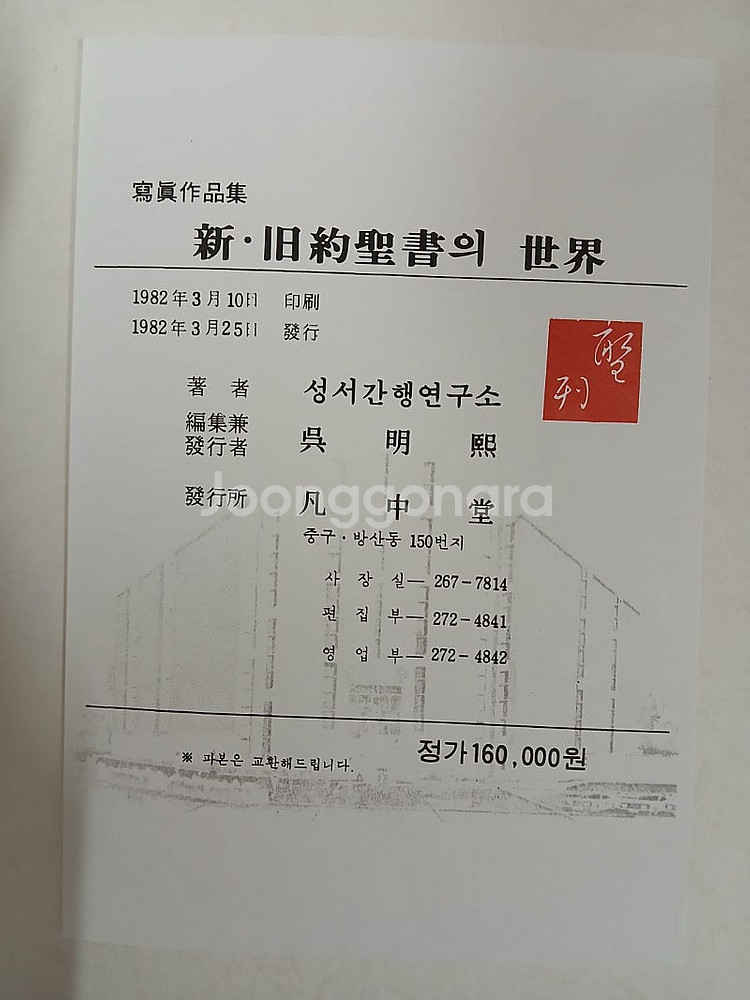 寫眞作品集
新·旧約聖書의 世界
1982年 3月 10日 印刷
1982年 3月 25日 發行
聖
刊
著者 성서간행연구소
編集兼
發行者 吳明熙
發行所 凡中堂
Joonggonara
중구·방산동 150번지
사장실— 267-7814
편집부— 272-4841
영업부— 272-4842
※ 파본은 교환해드립니다.
정가160,000원